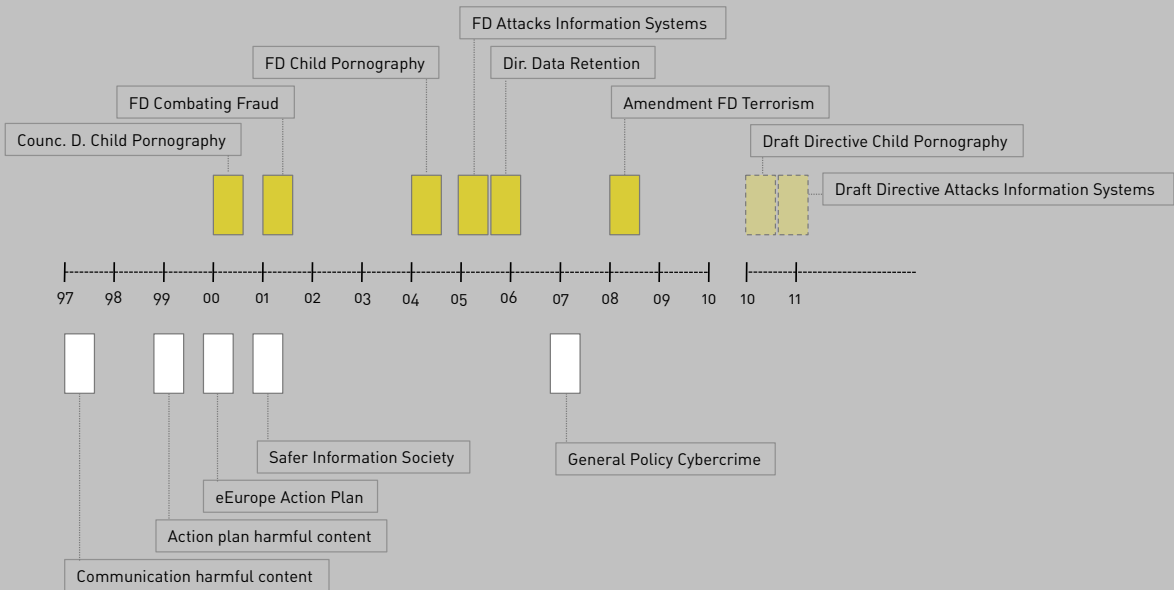 FD Attacks Information Systems
FD Child Pornography
Dir. Data Retention
FD Combating Fraud
Amendment FD Terrorism
Counc. D. Child Pornography
Draft Directive Child Pornography
Draft Directive Attacks Information Systems
97 98 99 00 01 02 03 04 05 06 07 08 09 10 10 11
Safer Information Society
General Policy Cybercrime
eEurope Action Plan
Action plan harmful content
Communication harmful content